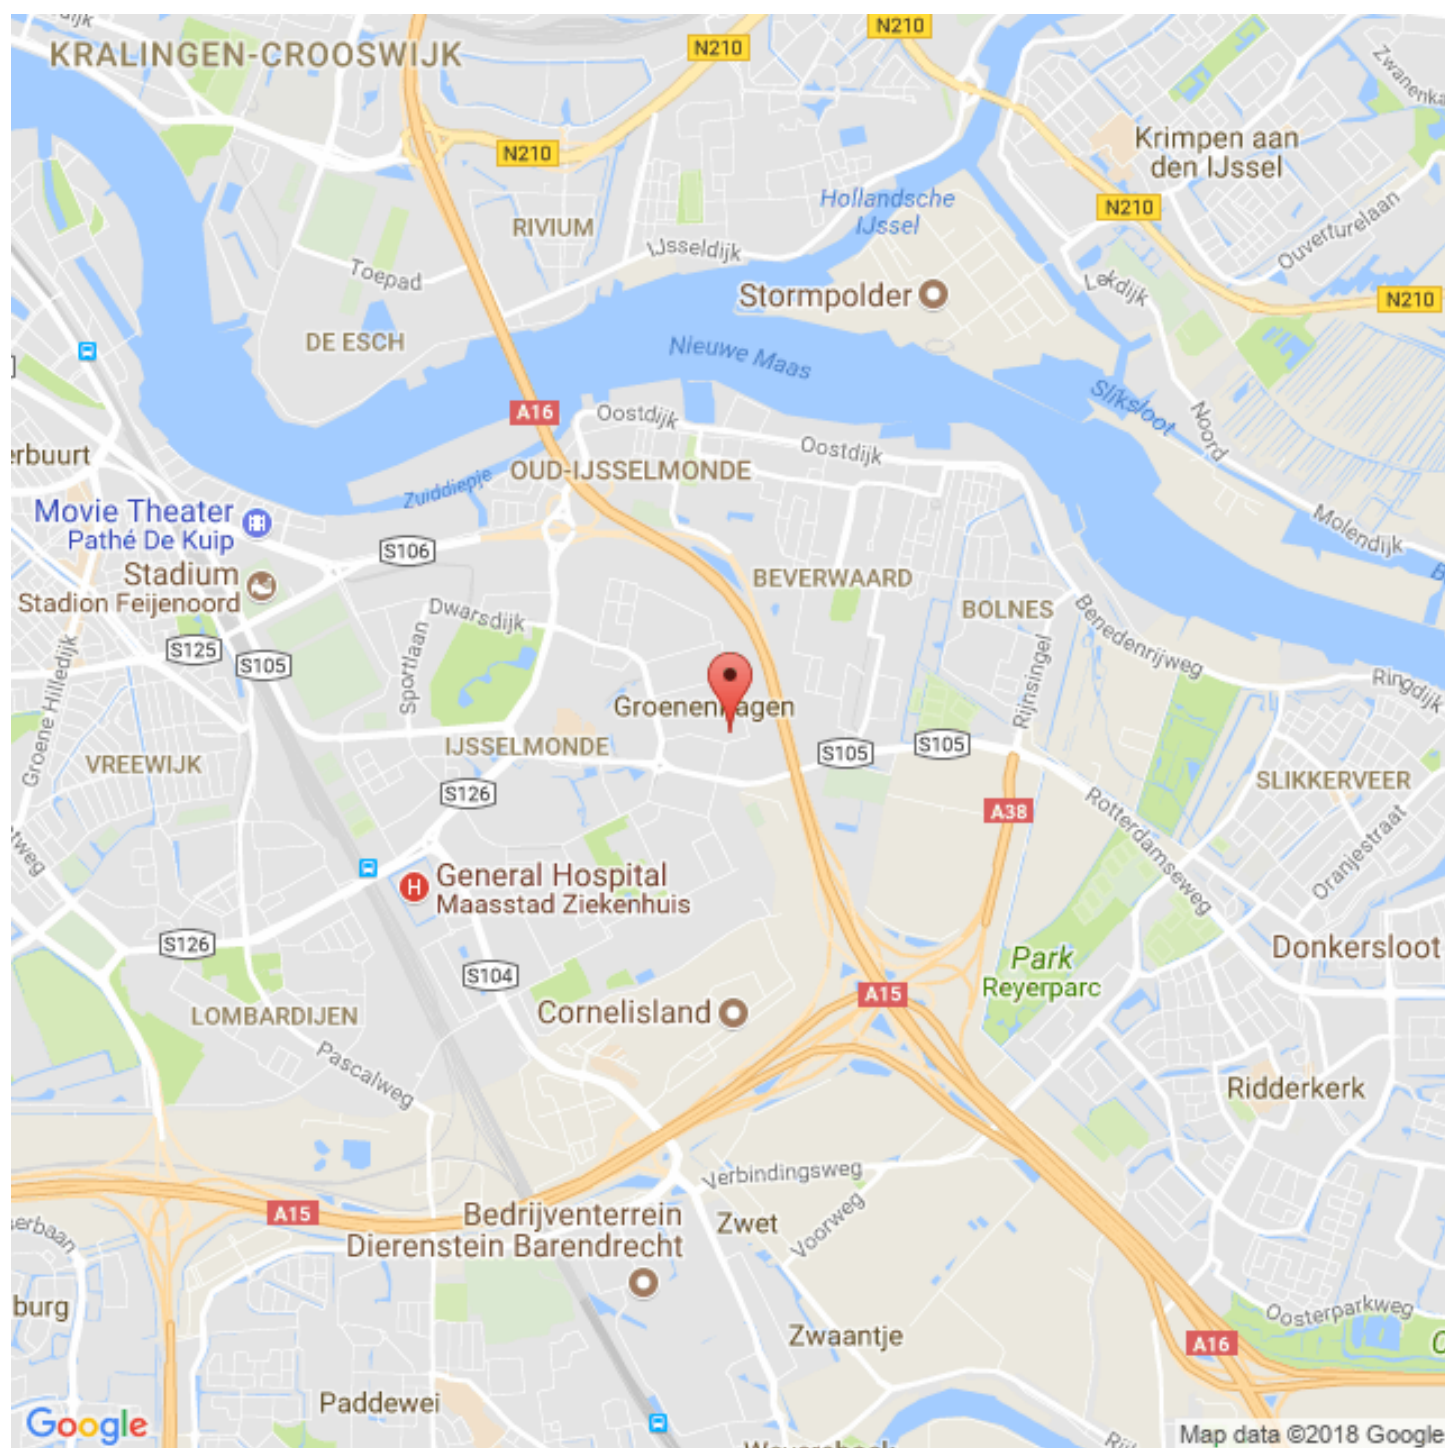 KRALINGEN-CROOSWIJK
N210
N210
N210
Krimpen aan
den IJssel
N210
N210
Hollandsche
IJssel
RIVIUM
IJsseldijk
Toepad
Ouverturelaan
Lekdijk
Stormpolder
DE ESCH
Nieuwe Maas
Sliksloot
Noord
A16
Oostdijk
Oostdijk
OUD-IJSSELMONDE
Zuiddiepje
Molendijk
Movie Theater
Pathé De Kuip
S106
Stadium
Stadion Feijenoord
BEVERWAARD
BOLNES
Dwarsdijk
Benedenrijweg
S125
S105
Sportlaan
Groene Hilledijk
Rijnsingel
Ringdijk
Groenenhagen
IJSSELMONDE
VREEWIJK
S105
S105
SLIKKERVEER
S126
A38
Rotterdamseweg
Oranjestraat
General Hospital
Maasstad Ziekenhuis
S126
S104
Donkersloot
Park
Reyerparc
A15
Cornelisland
LOMBARDIJEN
Pascalweg
Ridderkerk
Verbindingsweg
A15
Bedrijventerrein
Dierenstein Barendrecht
Zwet
Voorweg
Oosterparkweg
Zwaantje
A16
Paddewei
Google
Map data ©2018 Google